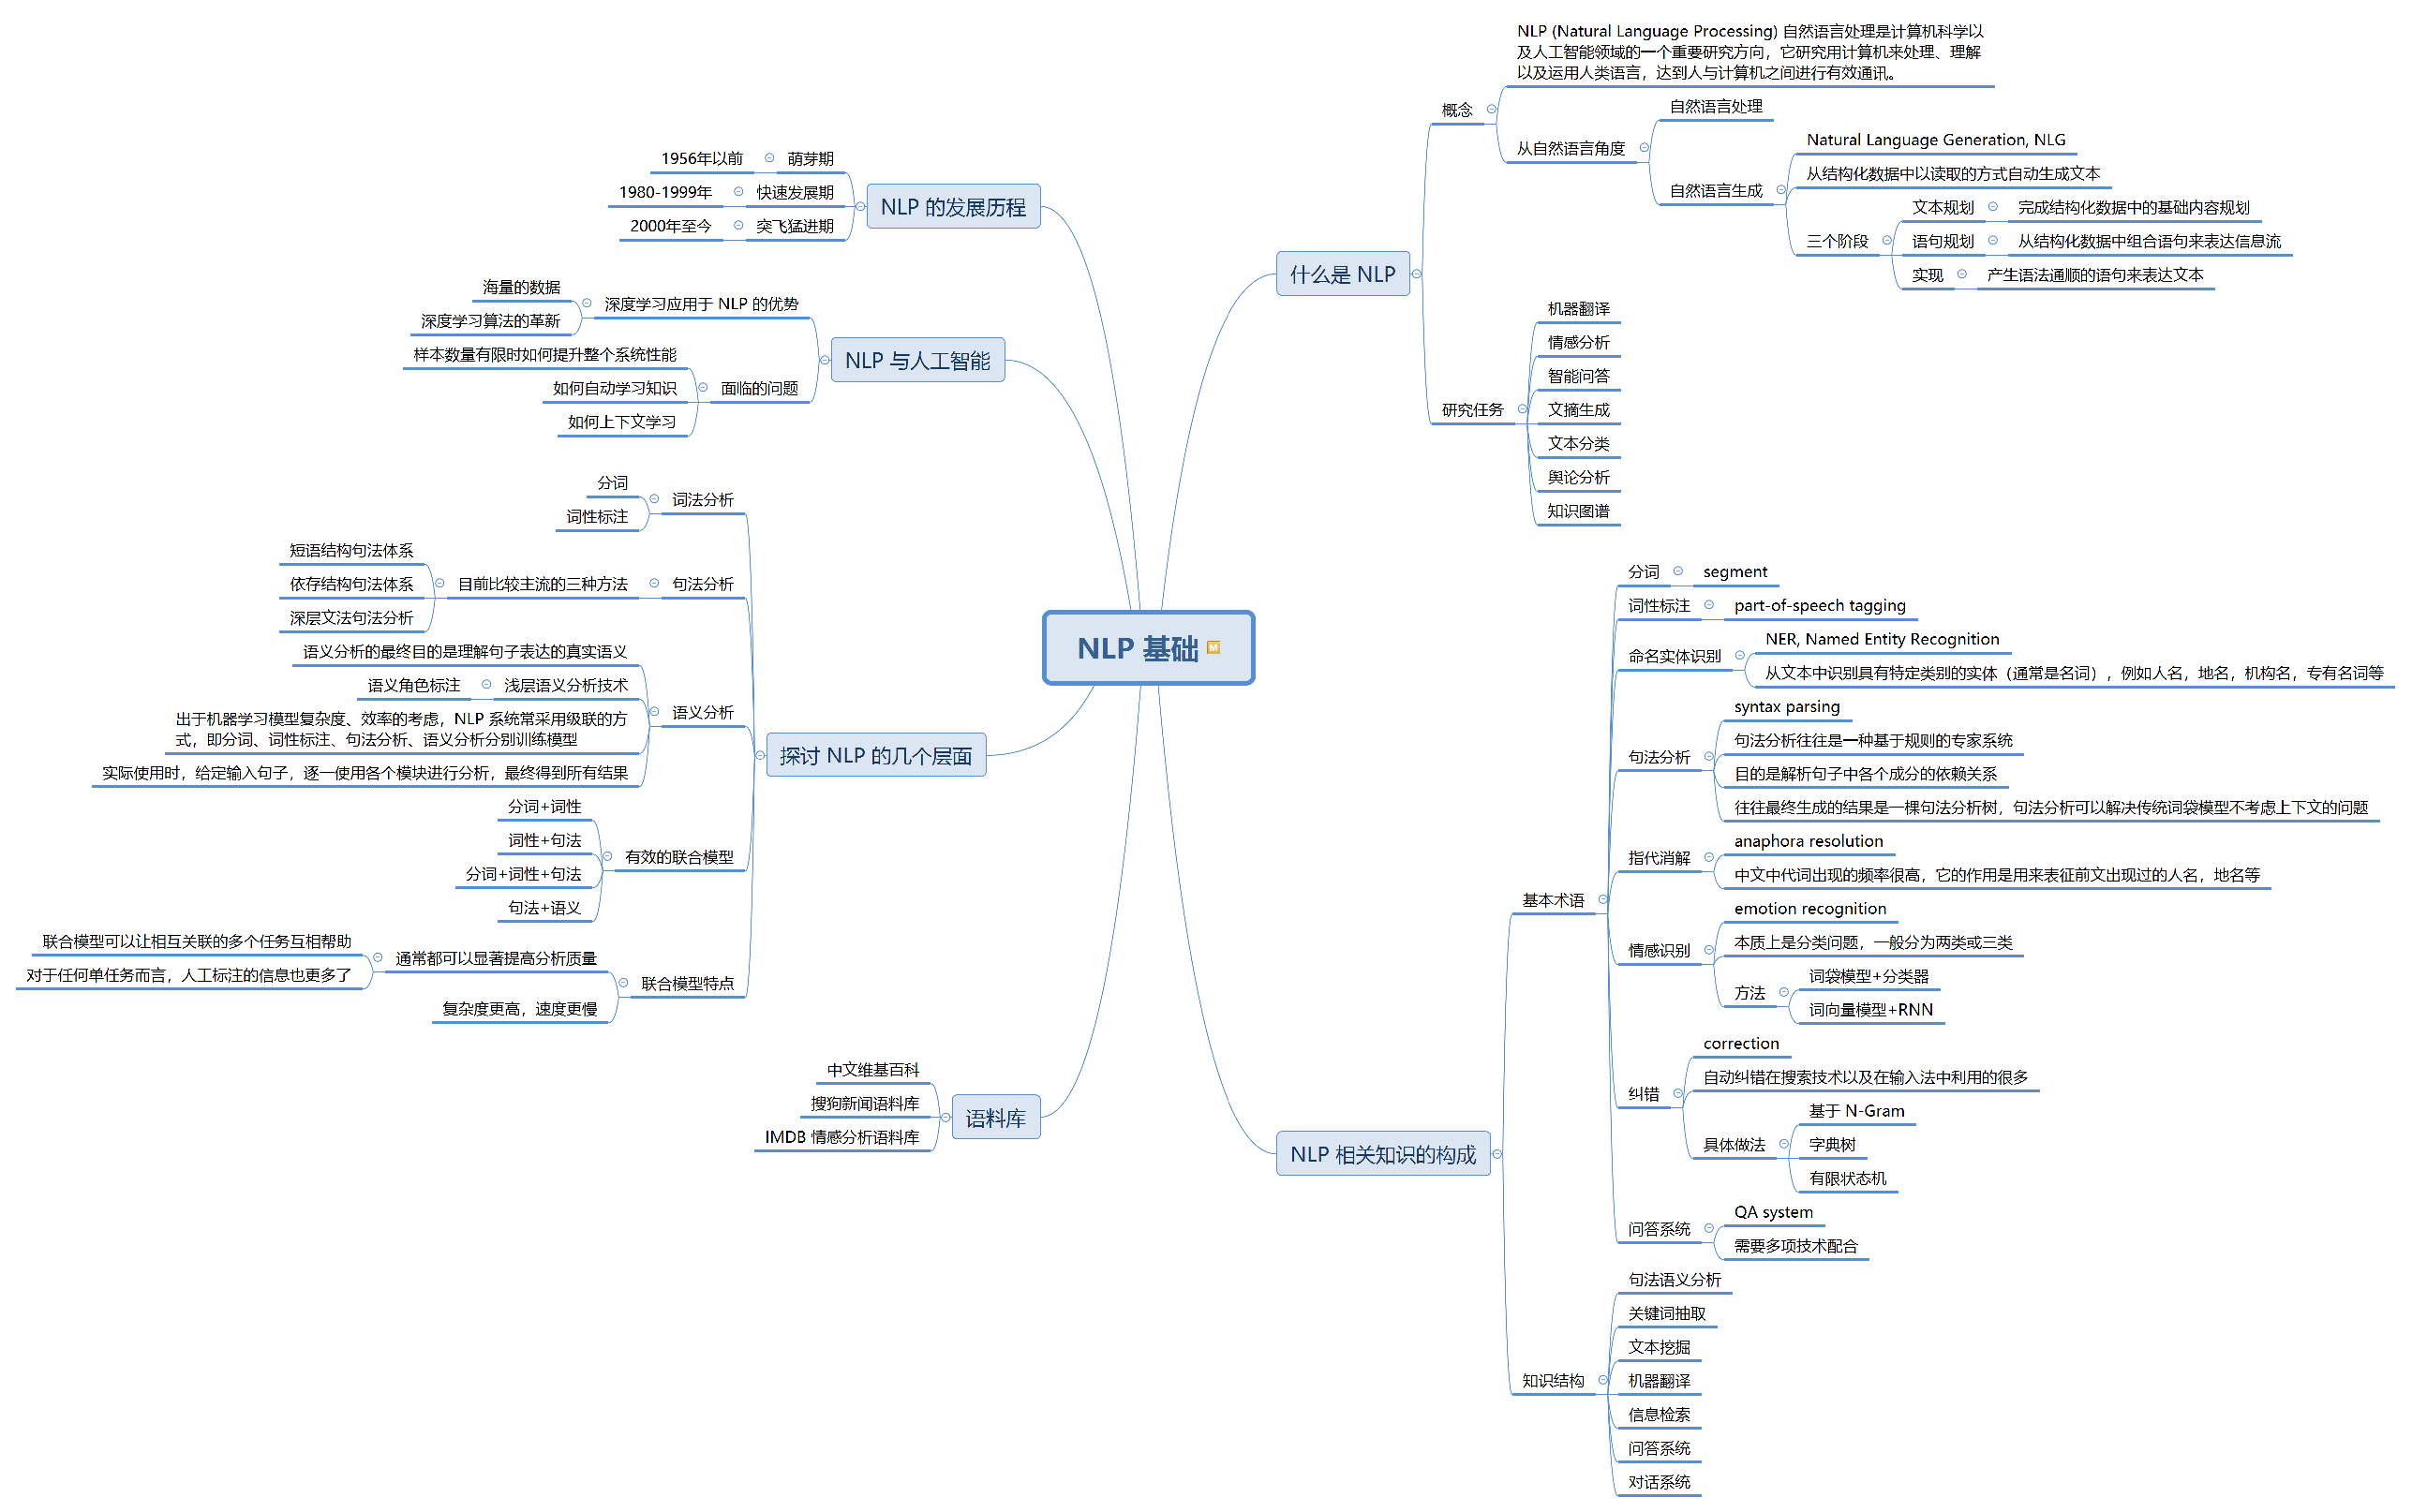 NLP 基础
什么是 NLP
概念
NLP (Natural Language Processing) 自然语言处理是计算机科学以
及人工智能领域的一个重要研究方向，它研究用计算机来处理、理解
以及运用人类语言，达到人与计算机之间进行有效通讯。
从自然语言角度
自然语言处理
自然语言生成
Natural Language Generation, NLG
从结构化数据中以读取的方式自动生成文本
三个阶段
文本规划
完成结构化数据中的基础内容规划
语句规划
从结构化数据中组合语句来表达信息流
实现
产生语法通顺的语句来表达文本
研究任务
机器翻译
情感分析
智能问答
文摘生成
文本分类
舆论分析
知识图谱
NLP 相关知识的构成
基本术语
分词
segment
词性标注
part-of-speech tagging
命名实体识别
NER, Named Entity Recognition
从文本中识别具有特定类别的实体（通常是名词），例如人名，地名，机构名，专有名词等
句法分析
syntax parsing
句法分析往往是一种基于规则的专家系统
目的是解析句子中各个成分的依赖关系
往往最终生成的结果是一棵句法分析树，句法分析可以解决传统词袋模型不考虑上下文的问题
指代消解
anaphora resolution
中文中代词出现的频率很高，它的作用是用来表征前文出现过的人名，地名等
情感识别
emotion recognition
本质上是分类问题，一般分为两类或三类
方法
词袋模型+分类器
词向量模型+RNN
纠错
correction
自动纠错在搜索技术以及在输入法中利用的很多
具体做法
基于 N-Gram
字典树
有限状态机
问答系统
QA system
需要多项技术配合
知识结构
句法语义分析
关键词抽取
文本挖掘
机器翻译
信息检索
问答系统
对话系统
NLP 的发展历程
萌芽期
1956年以前
快速发展期
1980-1999年
突飞猛进期
2000年至今
NLP 与人工智能
深度学习应用于 NLP 的优势
海量的数据
深度学习算法的革新
面临的问题
样本数量有限时如何提升整个系统性能
如何自动学习知识
如何上下文学习
探讨 NLP 的几个层面
词法分析
分词
词性标注
句法分析
目前比较主流的三种方法
短语结构句法体系
依存结构句法体系
深层文法句法分析
语义分析
语义分析的最终目的是理解句子表达的真实语义
浅层语义分析技术
语义角色标注
出于机器学习模型复杂度、效率的考虑，NLP 系统常采用级联的方
式，即分词、词性标注、句法分析、语义分析分别训练模型
实际使用时，给定输入句子，逐一使用各个模块进行分析，最终得到所有结果
有效的联合模型
分词+词性
词性+句法
分词+词性+句法
句法+语义
联合模型特点
通常都可以显著提高分析质量
联合模型可以让相互关联的多个任务互相帮助
对于任何单任务而言，人工标注的信息也更多了
复杂度更高，速度更慢
语料库
中文维基百科
搜狗新闻语料库
IMDB 情感分析语料库